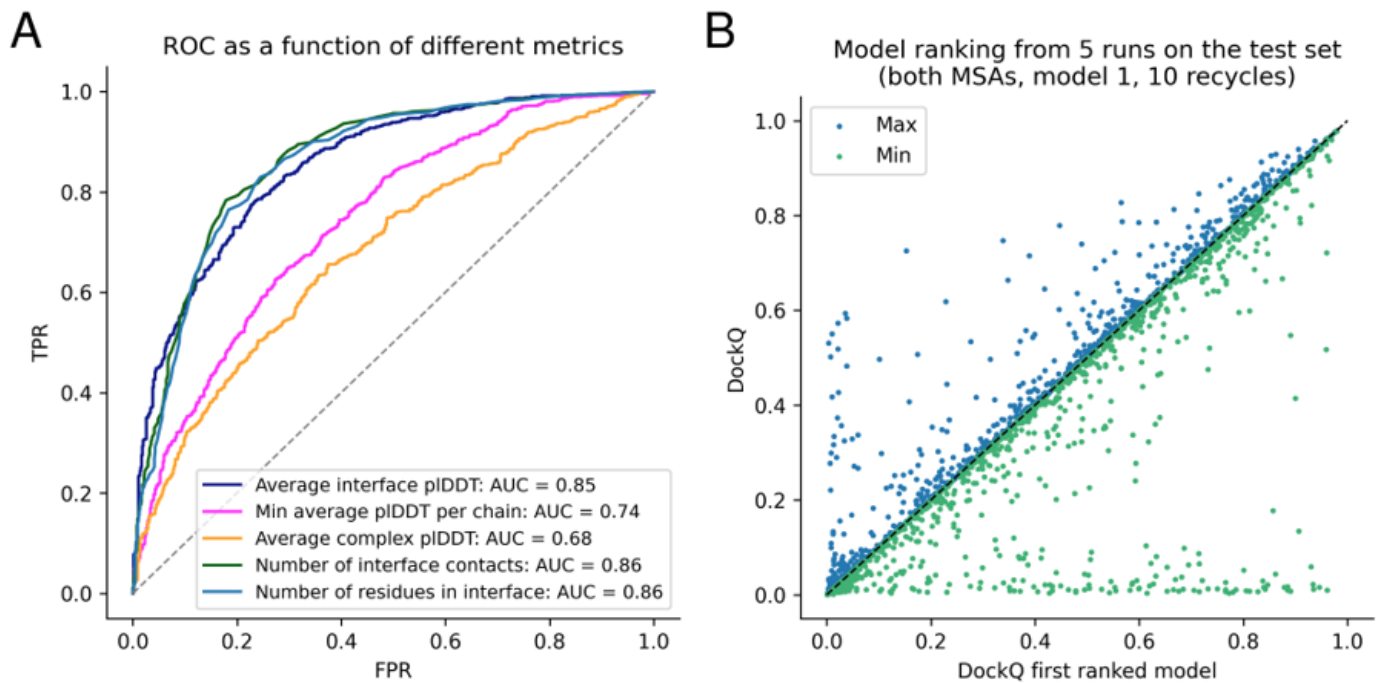 A
ROC as a function of different metrics
1.0
0.8
0.6
0.4
0.2
0.0
TPR
0.0 0.2 0.4 0.6 0.8 1.0
FPR
Average interface plDDT: AUC = 0.85
Min average plDDT per chain: AUC = 0.74
Average complex plDDT: AUC = 0.68
Number of interface contacts: AUC = 0.86
Number of residues in interface: AUC = 0.86
B
Model ranking from 5 runs on the test set
(both MSAs, model 1, 10 recycles)
Max
Min
1.0
0.8
0.6
0.4
0.2
0.0
DockQ
0.0 0.2 0.4 0.6 0.8 1.0
DockQ first ranked model